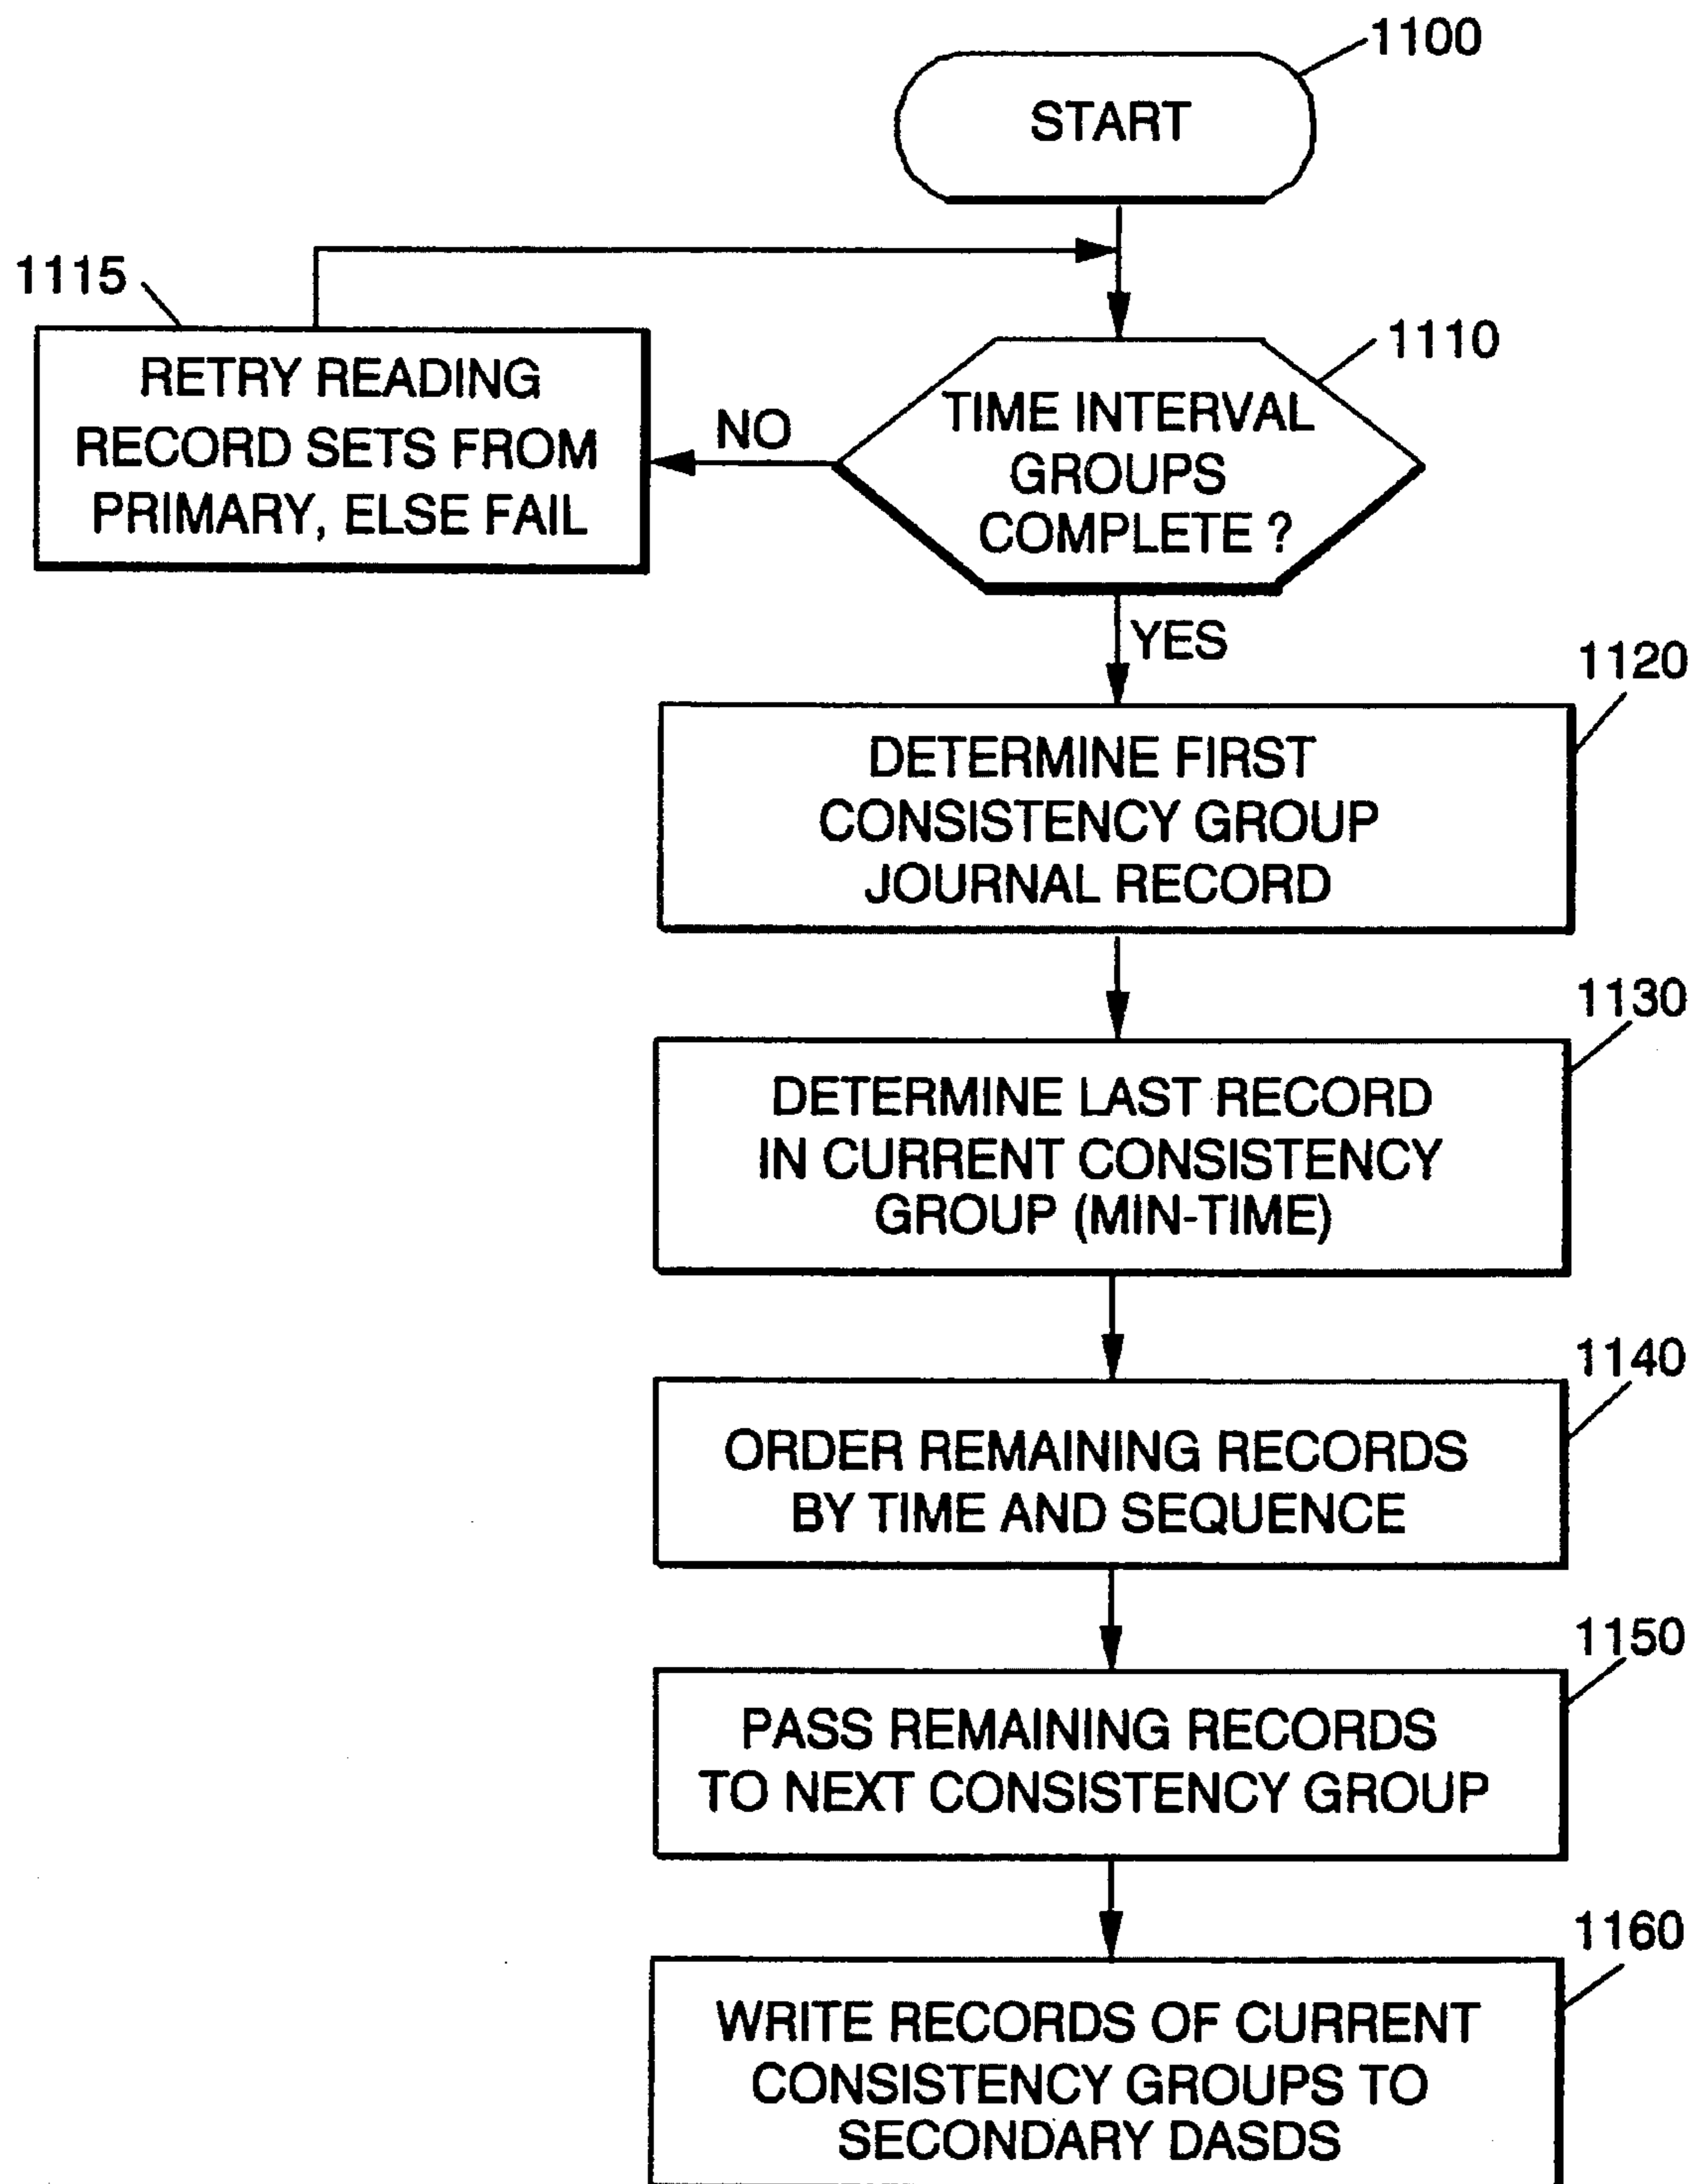 1100
START
1115
RETRY READING
RECORD SETS FROM
PRIMARY, ELSE FAIL
NO
1110
TIME INTERVAL
GROUPS
COMPLETE ?
YES
1120
DETERMINE FIRST
CONSISTENCY GROUP
JOURNAL RECORD
1130
DETERMINE LAST RECORD
IN CURRENT CONSISTENCY
GROUP (MIN-TIME)
1140
ORDER REMAINING RECORDS
BY TIME AND SEQUENCE
1150
PASS REMAINING RECORDS
TO NEXT CONSISTENCY GROUP
1160
WRITE RECORDS OF CURRENT
CONSISTENCY GROUPS TO
SECONDARY DASDS